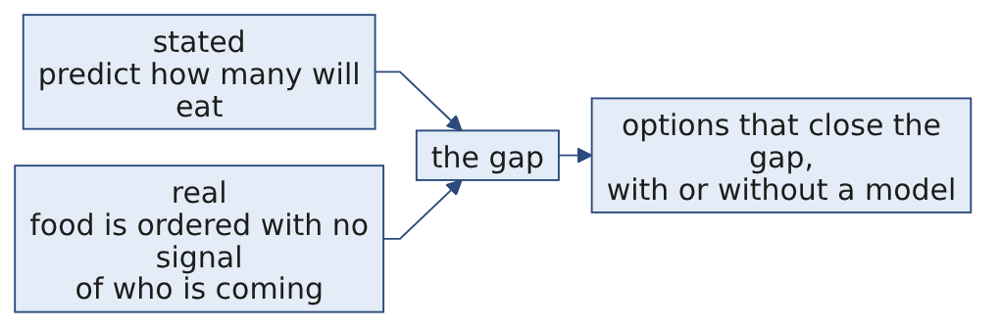 stated
predict how many will
eat
real
food is ordered with no
signal
of who is coming
the gap
options that close the
gap,
with or without a model